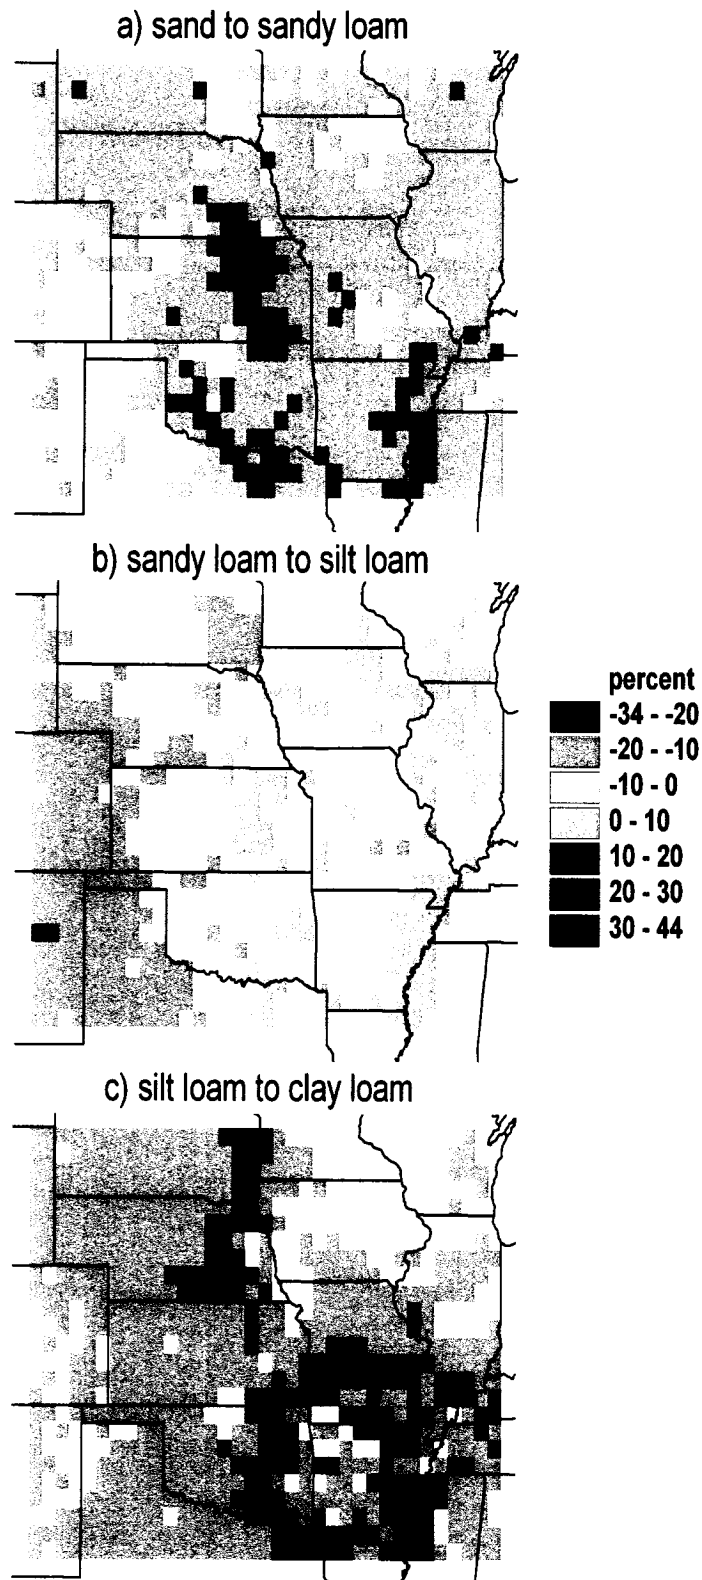 a) sand to sandy loam
b) sandy loam to silt loam
percent
-34 - -20
-20 - -10
-10 - 0
0 - 10
10 - 20
20 - 30
30 - 44
c) silt loam to clay loam